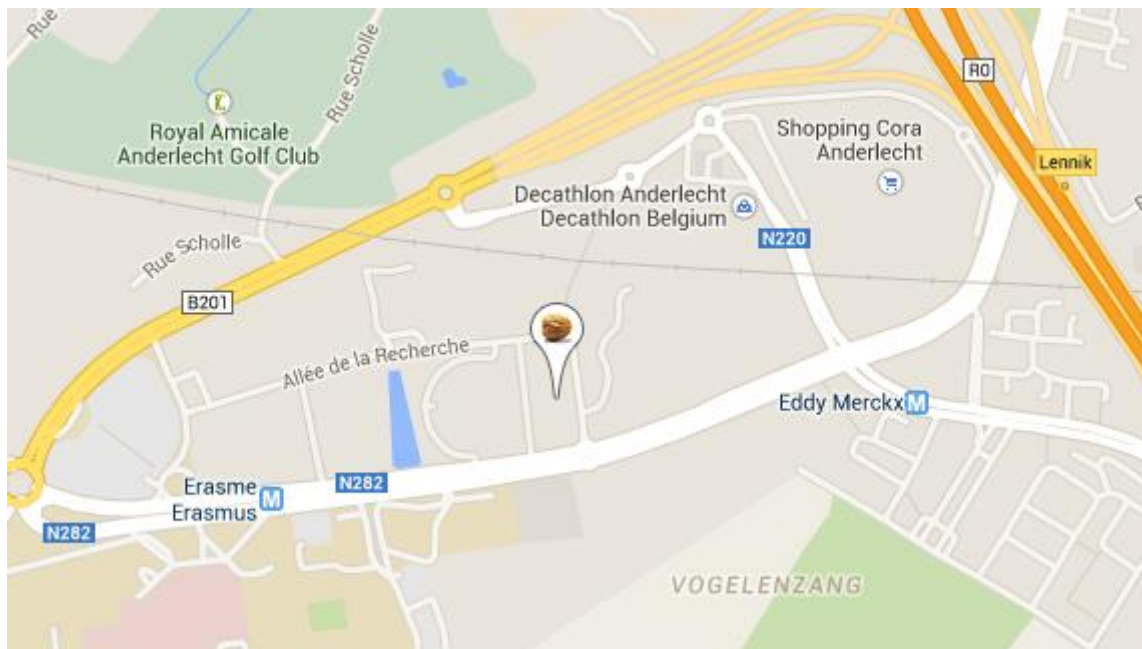 Rue
Rue Scholle
R0
Royal Amicale
Anderlecht Golf Club
Shopping Cora
Anderlecht
Lennik
Decathlon Anderlecht
Decathlon Belgium
N220
Rue Scholle
B201
Allée de la Recherche
Eddy Merckx M
Erasme
Erasmus M
N282
N282
VOGELENZANG